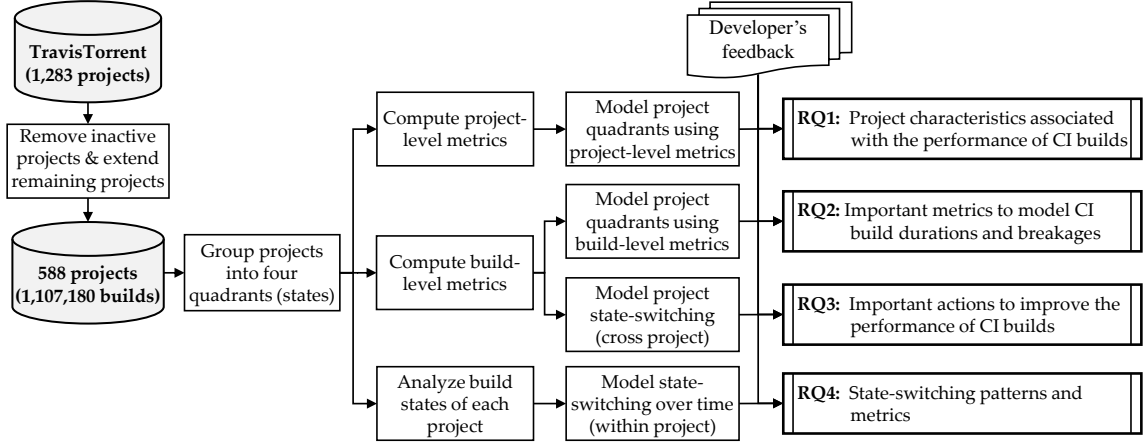 TravisTorrent
(1,283 projects)
Remove inactive
projects & extend
remaining projects
588 projects
(1,107,180 builds)
Group projects
into four
quadrants (states)
Compute project-
level metrics
Compute build-
level metrics
Analyze build
states of each
project
Model project
quadrants using
project-level metrics
Model project
quadrants using
build-level metrics
Model project
state-switching
(cross project)
Model state-
switching over time
(within project)
Developer's
feedback
RQ1: Project characteristics associated
with the performance of CI builds
RQ2: Important metrics to model CI
build durations and breakages
RQ3: Important actions to improve the
performance of CI builds
RQ4: State-switching patterns and
metrics